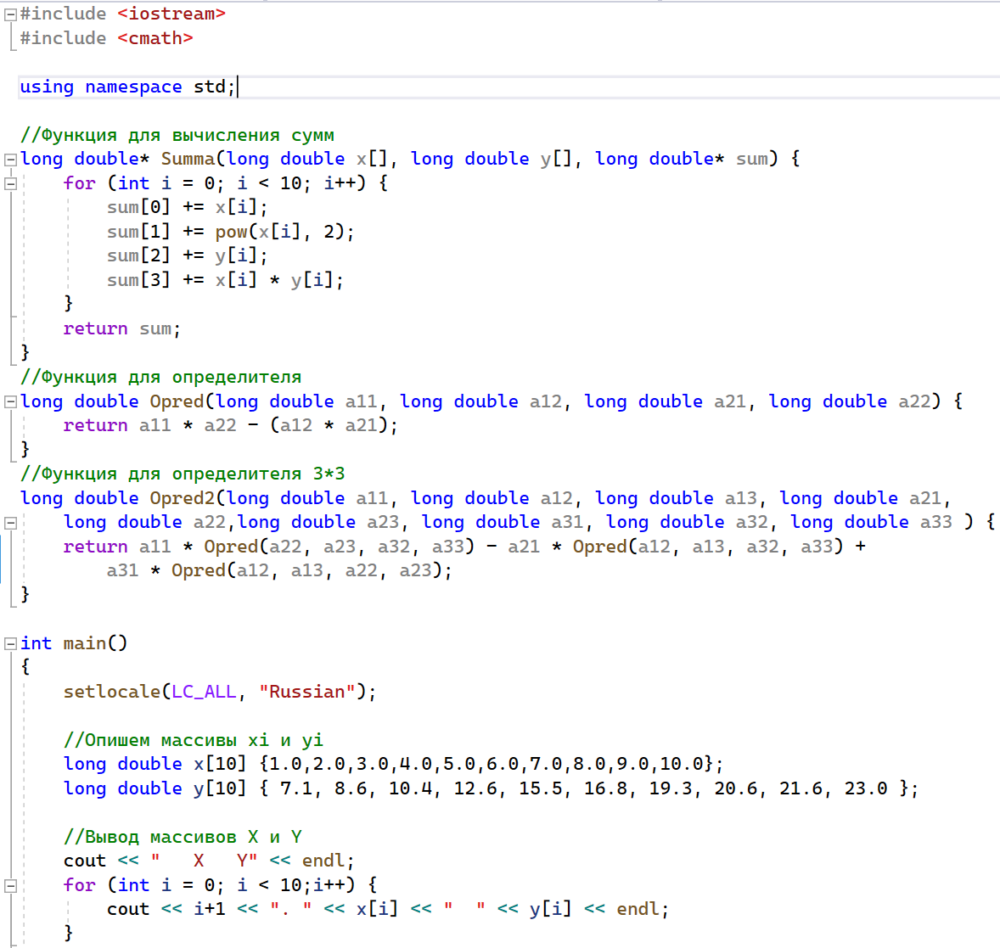 #include <iostream>
#include <cmath>
using namespace std;
//Функция для вычисления сумм
long double* Summa(long double x[], long double y[], long double* sum) {
    for (int i = 0; i < 10; i++) {
        sum[0] += x[i];
        sum[1] += pow(x[i], 2);
        sum[2] += y[i];
        sum[3] += x[i] * y[i];
    }
    return sum;
}
//Функция для определителя
long double Opred(long double a11, long double a12, long double a21, long double a22) {
    return a11 * a22 - (a12 * a21);
}
//Функция для определителя 3*3
long double Opred2(long double a11, long double a12, long double a13, long double a21,
    long double a22,long double a23, long double a31, long double a32, long double a33 ) {
    return a11 * Opred(a22, a23, a32, a33) - a21 * Opred(a12, a13, a32, a33) +
        a31 * Opred(a12, a13, a22, a23);
}
int main()
{
    setlocale(LC_ALL, "Russian");
    //Опишем массивы xi и yi
    long double x[10] {1.0,2.0,3.0,4.0,5.0,6.0,7.0,8.0,9.0,10.0};
    long double y[10] { 7.1, 8.6, 10.4, 12.6, 15.5, 16.8, 19.3, 20.6, 21.6, 23.0 };
    //Вывод массивов X и Y
    cout << "   X   Y" << endl;
    for (int i = 0; i < 10;i++) {
        cout << i+1 << ". " << x[i] << "  " << y[i] << endl;
    }